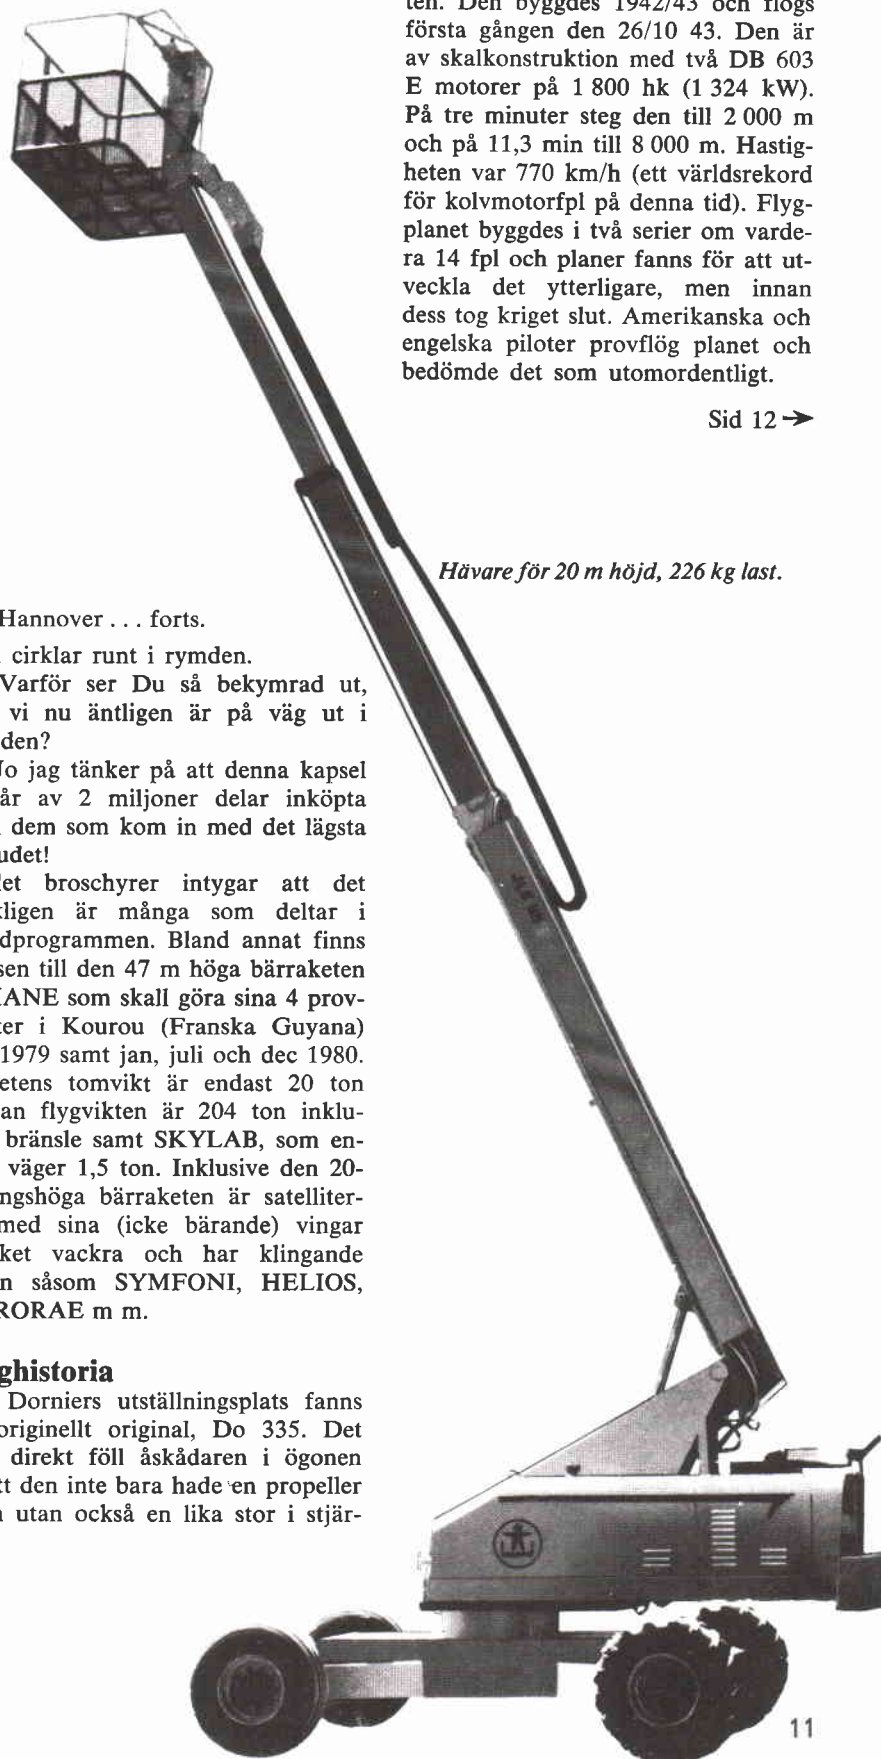 Hannover . . . forts.
cirklar runt i rymden.
Varför ser Du så bekymrad ut,
vi nu äntligen är på väg ut i
den?
Jo jag tänker på att denna kapsel
år av 2 miljoner delar inköpta
dem som kom in med det lägsta
udet!
et broschyrer intygar att det
kligen är många som deltar i
dprogrammen. Bland annat finns
sen till den 47 m höga bärraketen
IANE som skall göra sina 4 prov-
ter i Kourou (Franska Guyana)
1979 samt jan, juli och dec 1980.
etens tomvikt är endast 20 ton
an flygvikten är 204 ton inklu-
bränsle samt SKYLAB, som en-
väger 1,5 ton. Inklusive den 20-
ngshöga bärraketen är satelliter-
med sina (icke bärande) vingar
ket vackra och har klingande
n såsom SYMFONI, HELIOS,
RORAE m m.
ghistoria
Dorniers utställningsplats fanns
originellt original, Do 335. Det
direkt föll åskådaren i ögonen
tt den inte bara hade en propeller
utan också en lika stor i stjär-
ten. Den byggdes 1942/43 och flögs
första gången den 26/10 43. Den är
av skalkonstruktion med två DB 603
E motorer på 1 800 hk (1 324 kW).
På tre minuter steg den till 2 000 m
och på 11,3 min till 8 000 m. Hastig-
heten var 770 km/h (ett världsrekord
för kolvmotorfpl på denna tid). Flyg-
planet byggdes i två serier om varde-
ra 14 fpl och planer fanns för att ut-
veckla det ytterligare, men innan
dess tog kriget slut. Amerikanska och
engelska piloter provflög planet och
bedömde det som utomordentligt.
Sid 12 →
Hävare för 20 m höjd, 226 kg last.
11